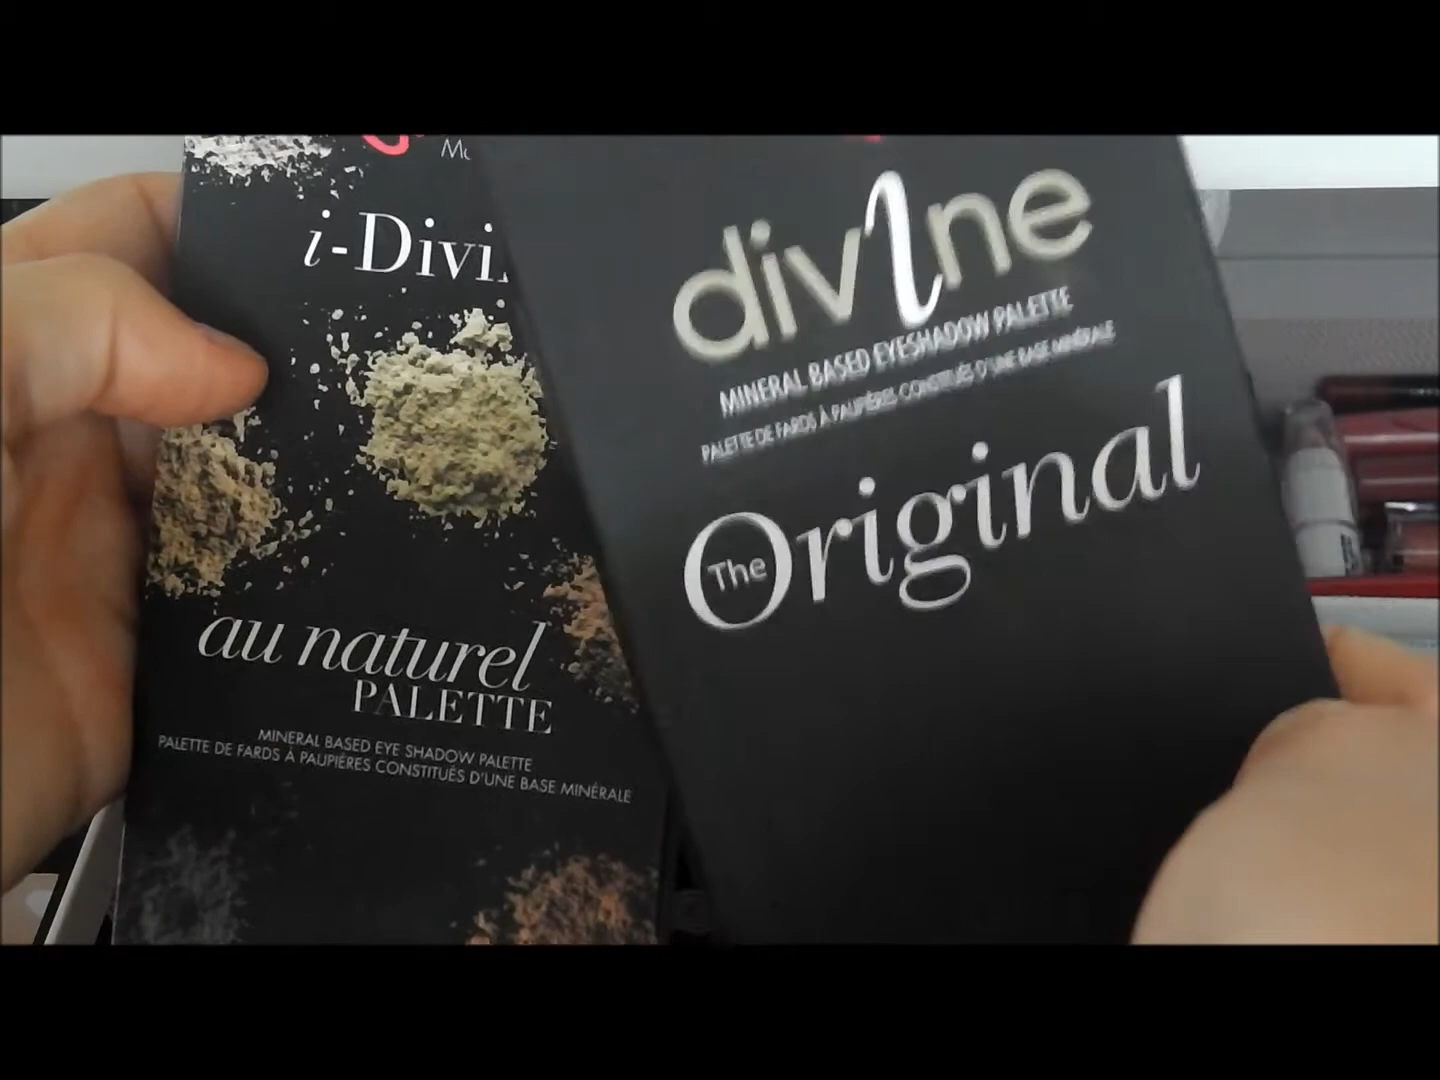 i-Divi
au naturel
PALETTE
MINERAL BASED EYE SHADOW PALETTE
PALETTE DE FARDS À PAUPIÈRES CONSTITUÉS D'UNE BASE MINÉRALE
divine
MINERAL BASED EYESHADOW PALETTE
PALETTE DE FARDS À PAUPIÈRES CONSTITUÉS D'UNE BASE MINÉRALE
The Original